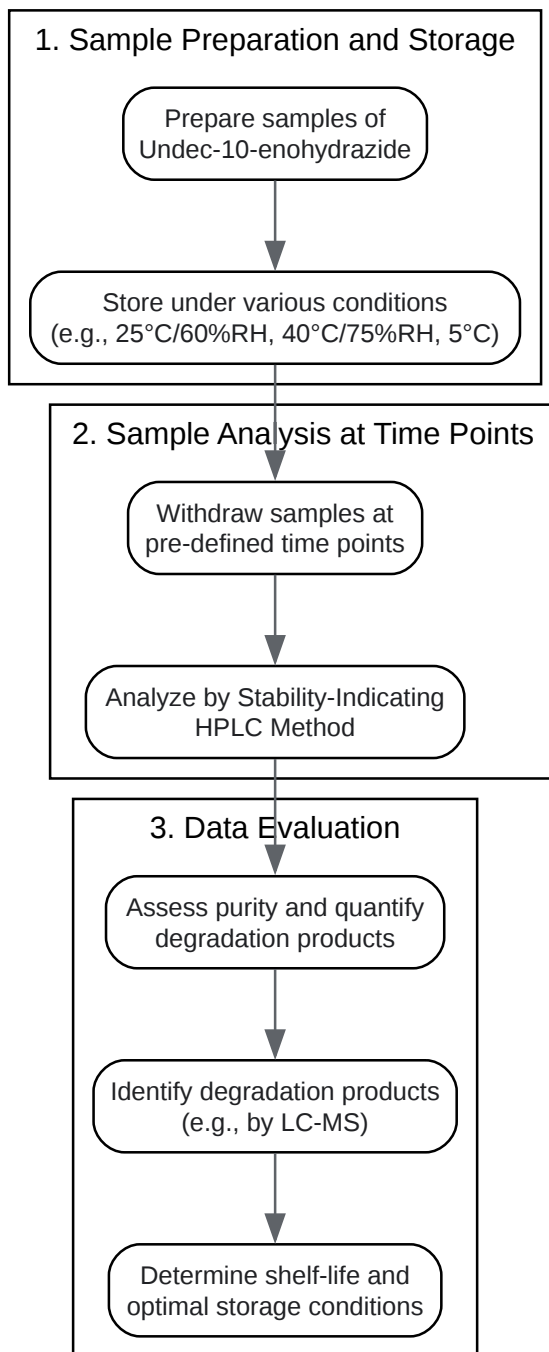 1. Sample Preparation and Storage
Prepare samples of
Undec-10-enohydrazide
Store under various conditions
(e.g., 25°C/60%RH, 40°C/75%RH, 5°C)
2. Sample Analysis at Time Points
Withdraw samples at
pre-defined time points
Analyze by Stability-Indicating
HPLC Method
3. Data Evaluation
Assess purity and quantify
degradation products
Identify degradation products
(e.g., by LC-MS)
Determine shelf-life and
optimal storage conditions